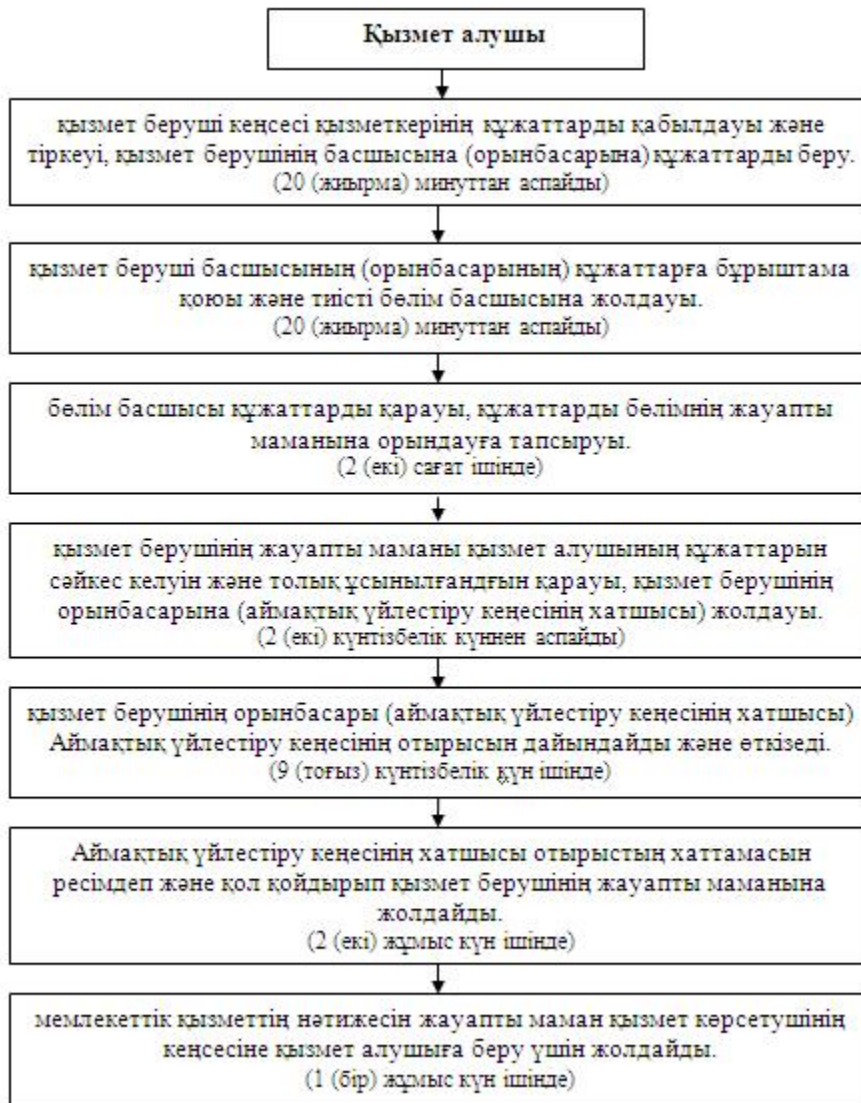 Қызмет алушы
қызмет беруші кеңсесі қызметкерінің құжаттарды қабылдауы және
тіркеуі, қызмет берушінің басшысына (орынбасарына) құжаттарды беру.
(20 (жиырма) минуттан аспайды)
қызмет беруші басшысының (орынбасарының) құжаттарға бұрыштама
қоюы және тиісті бөлім басшысына жолдауы.
(20 (жиырма) минуттан аспайды)
бөлім басшысы құжаттарды қарауы, құжаттарды бөлімнің жауапты
маманына орындауға тапсыруы.
(2 (екі) сағат ішінде)
қызмет берушінің жауапты маманы қызмет алушының құжаттарын
сәйкес келуін және толық ұсынылғандғын қарауы, қызмет берушінің
орынбасарына (аймақтық үйлестіру кеңесінің хатшысы) жолдауы.
(2 (екі) күнтізбелік күннен аспайды)
қызмет берушінің орынбасары (аймақтық үйлестіру кеңесінің хатшысы)
Аймақтық үйлестіру кеңесінің отырысын дайындайды және өткізеді.
(9 (тоғыз) күнтізбелік күн ішінде)
Аймақтық үйлестіру кеңесінің хатшысы отырыстың хаттамасын
ресімдеп және қол қойдырып қызмет берушінің жауапты маманына
жолдайды.
(2 (екі) жұмыс күн ішінде)
мемлекеттік қызметтің нәтижесін жауапты маман қызмет көрсетушінің
кеңсесіне қызмет алушыға беру үшін жолдайды.
(1 (бір) жұмыс күн ішінде)